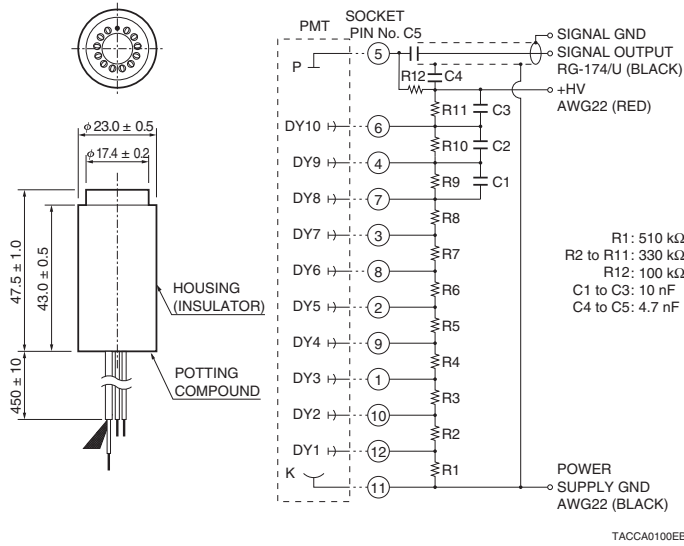 φ 23.0 ± 0.5
φ 17.4 ± 0.2
47.5 ± 1.0
43.0 ± 0.5
450 ± 10
HOUSING
(INSULATOR)
POTTING
COMPOUND
PMT
SOCKET
PIN No.
C5
SIGNAL GND
SIGNAL OUTPUT
RG-174/U (BLACK)
+HV
AWG22 (RED)
P
5
R12
C4
R11
C3
DY10
6
R10
C2
DY9
4
R9
C1
DY8
7
R8
DY7
3
R7
DY6
8
R6
DY5
2
R5
DY4
9
R4
DY3
1
R3
DY2
10
R2
DY1
12
R1
K
11
R1: 510 kΩ
R2 to R11: 330 kΩ
R12: 100 kΩ
C1 to C3: 10 nF
C4 to C5: 4.7 nF
POWER
SUPPLY GND
AWG22 (BLACK)